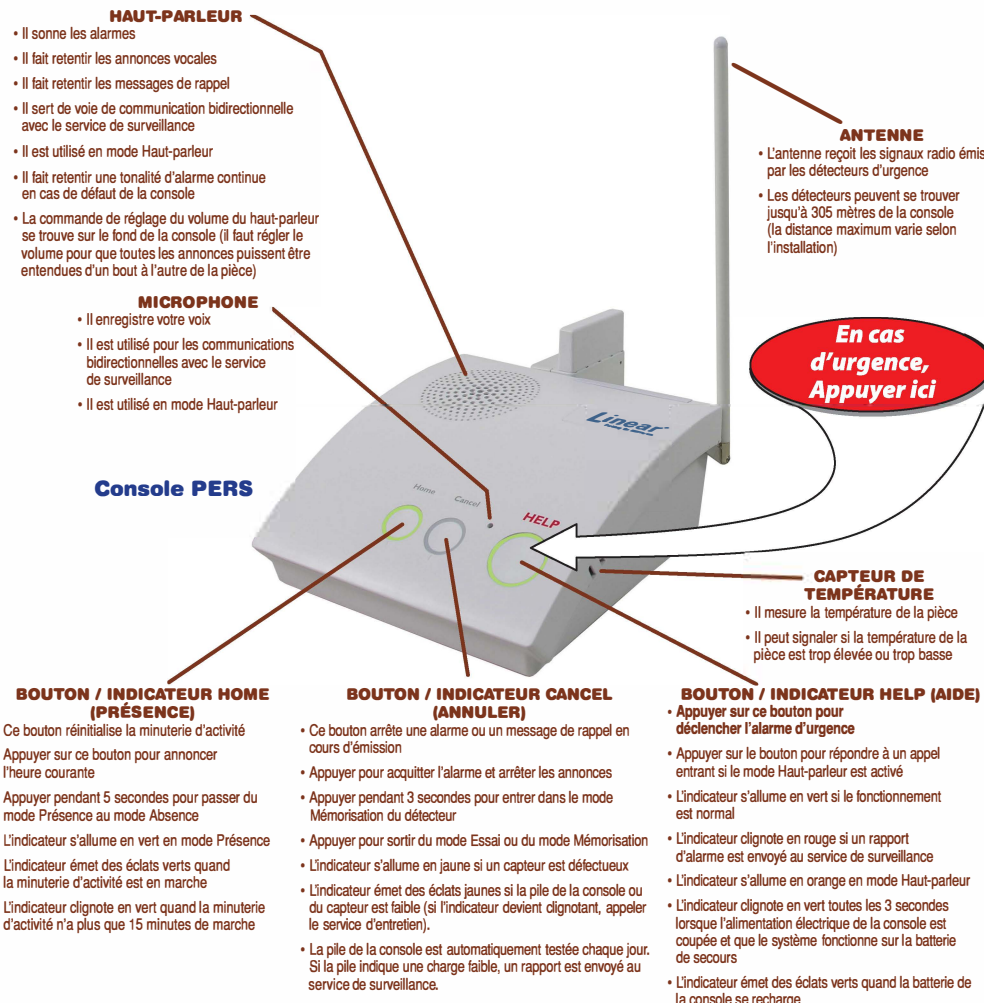 HAUT-PARLEUR
• Il sonne les alarmes
• Il fait retentir les annonces vocales
• Il fait retentir les messages de rappel
• Il sert de voie de communication bidirectionnelle
avec le service de surveillance
• Il est utilisé en mode Haut-parleur
• Il fait retentir une tonalité d'alarme continue
en cas de défaut de la console
• La commande de réglage du volume du haut-parleur
se trouve sur le fond de la console (il faut régler le
volume pour que toutes les annonces puissent être
entendues d'un bout à l'autre de la pièce)
ANTENNE
• L'antenne reçoit les signaux radio émis
par les détecteurs d'urgence
• Les détecteurs peuvent se trouver
jusqu'à 305 mètres de la console
(la distance maximum varie selon
l'installation)
MICROPHONE
• Il enregistre votre voix
• Il est utilisé pour les communications
bidirectionnelles avec le service
de surveillance
• Il est utilisé en mode Haut-parleur
En cas
d'urgence,
Appuyer ici
Linear
Console PERS
Home
Cancel
HELP
CAPTEUR DE
TEMPÉRATURE
• Il mesure la température de la pièce
• Il peut signaler si la température de la
pièce est trop élevée ou trop basse
BOUTON / INDICATEUR HOME
(PRÉSENCE)
Ce bouton réinitialise la minuterie d'activité
Appuyer sur ce bouton pour annoncer
l'heure courante
Appuyer pendant 5 secondes pour passer du
mode Présence au mode Absence
L'indicateur s'allume en vert en mode Présence
L'indicateur émet des éclats verts quand
la minuterie d'activité est en marche
L'indicateur clignote en vert quand la minuterie
d'activité n'a plus que 15 minutes de marche
BOUTON / INDICATEUR CANCEL
(ANNULER)
• Ce bouton arrête une alarme ou un message de rappel en
cours d'émission
• Appuyer pour acquitter l'alarme et arrêter les annonces
• Appuyer pendant 3 secondes pour entrer dans le mode
Mémorisation du détecteur
• Appuyer pour sortir du mode Essai ou du mode Mémorisation
• L'indicateur s'allume en jaune si un capteur est défectueux
• L'indicateur émet des éclats jaunes si la pile de la console ou
du capteur est faible (si l'indicateur devient clignotant, appeler
le service d'entretien).
• La pile de la console est automatiquement testée chaque jour.
Si la pile indique une charge faible, un rapport est envoyé au
service de surveillance.
BOUTON / INDICATEUR HELP (AIDE)
• Appuyer sur ce bouton pour
déclencher l'alarme d'urgence
• Appuyer sur le bouton pour répondre à un appel
entrant si le mode Haut-parleur est activé
• L'indicateur s'allume en vert si le fonctionnement
est normal
• L'indicateur clignote en rouge si un rapport
d'alarme est envoyé au service de surveillance
• L'indicateur s'allume en orange en mode Haut-parleur
• L'indicateur clignote en vert toutes les 3 secondes
lorsque l'alimentation électrique de la console est
coupée et que le système fonctionne sur la batterie
de secours
• L'indicateur émet des éclats verts quand la batterie de
la console se recharge